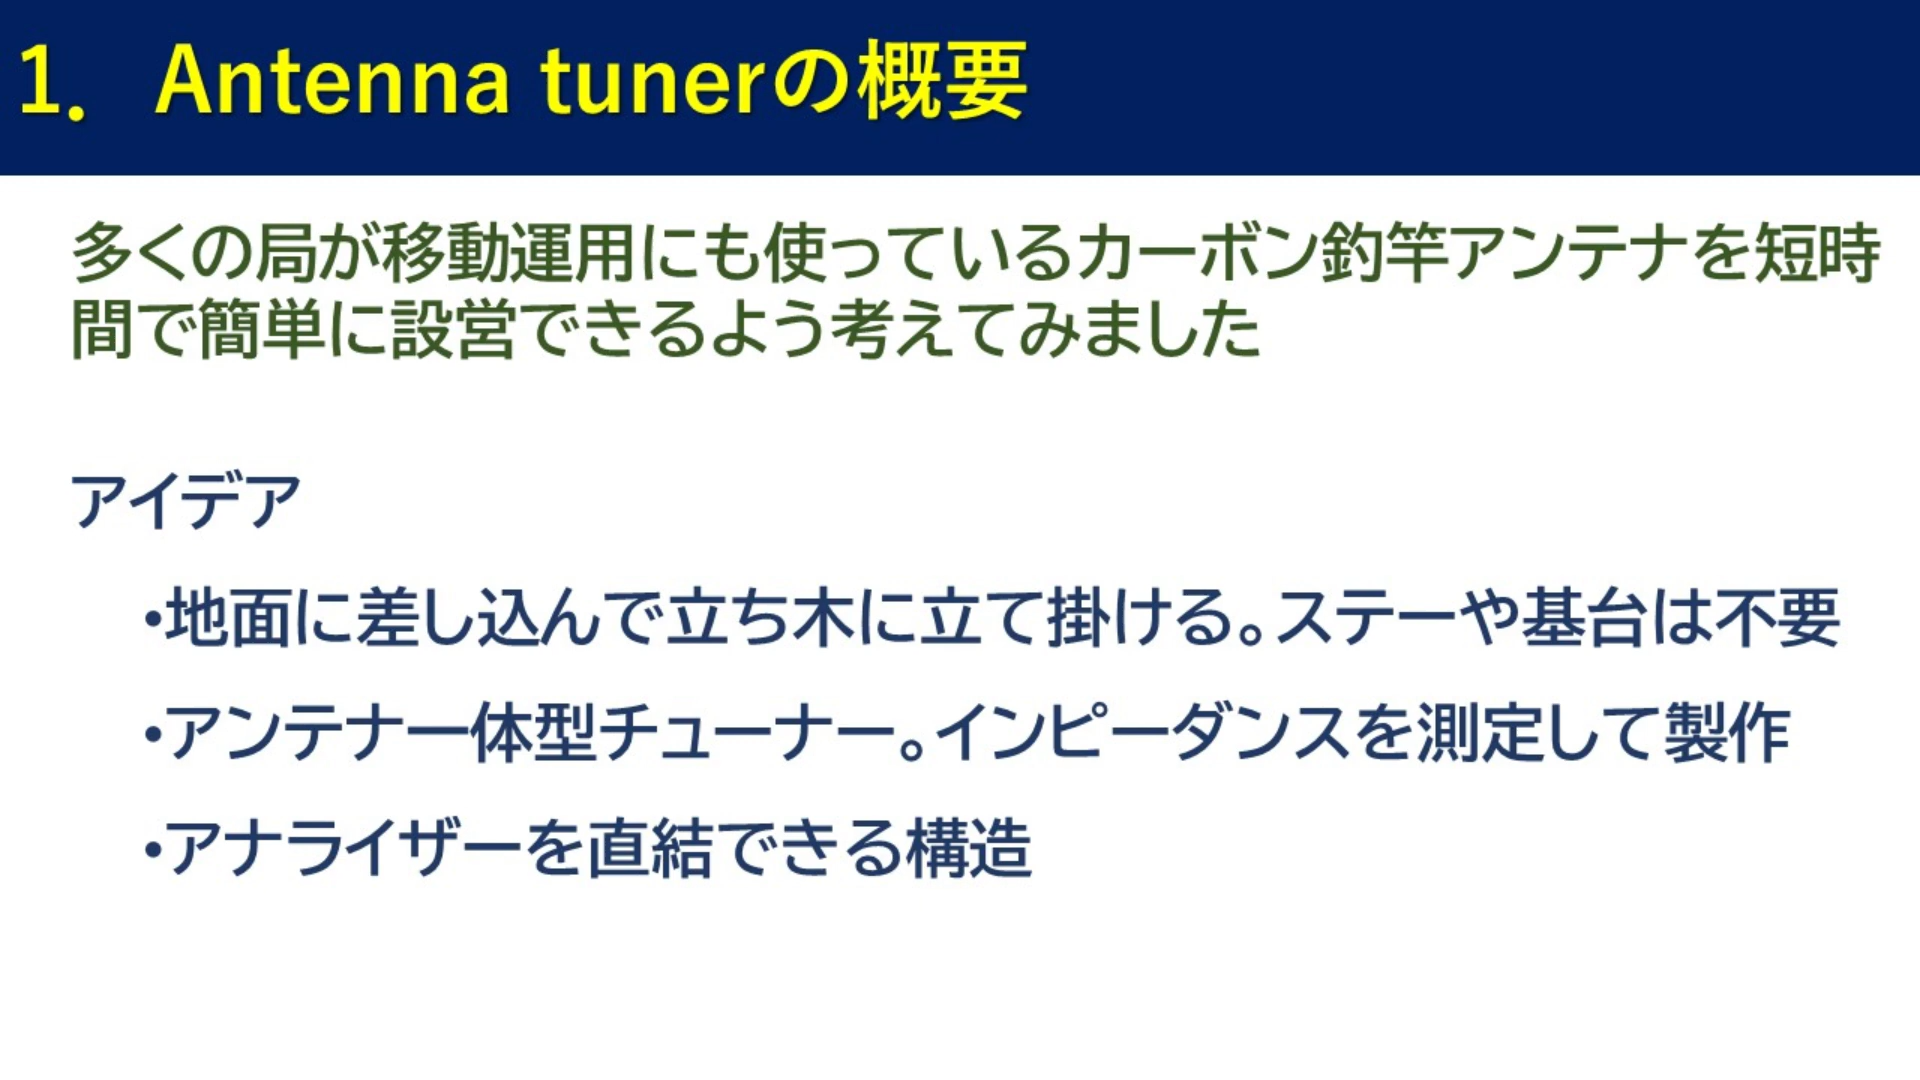 1． Antenna tunerの概要
多くの局が移動運用にも使っているカーボン釣竿アンテナを短時
間で簡単に設営できるよう考えてみました
アイデア
・地面に差し込んで立ち木に立て掛ける。ステーや基台は不要
・アンテナ一体型チューナー。インピーダンスを測定して製作
・アナライザーを直結できる構造